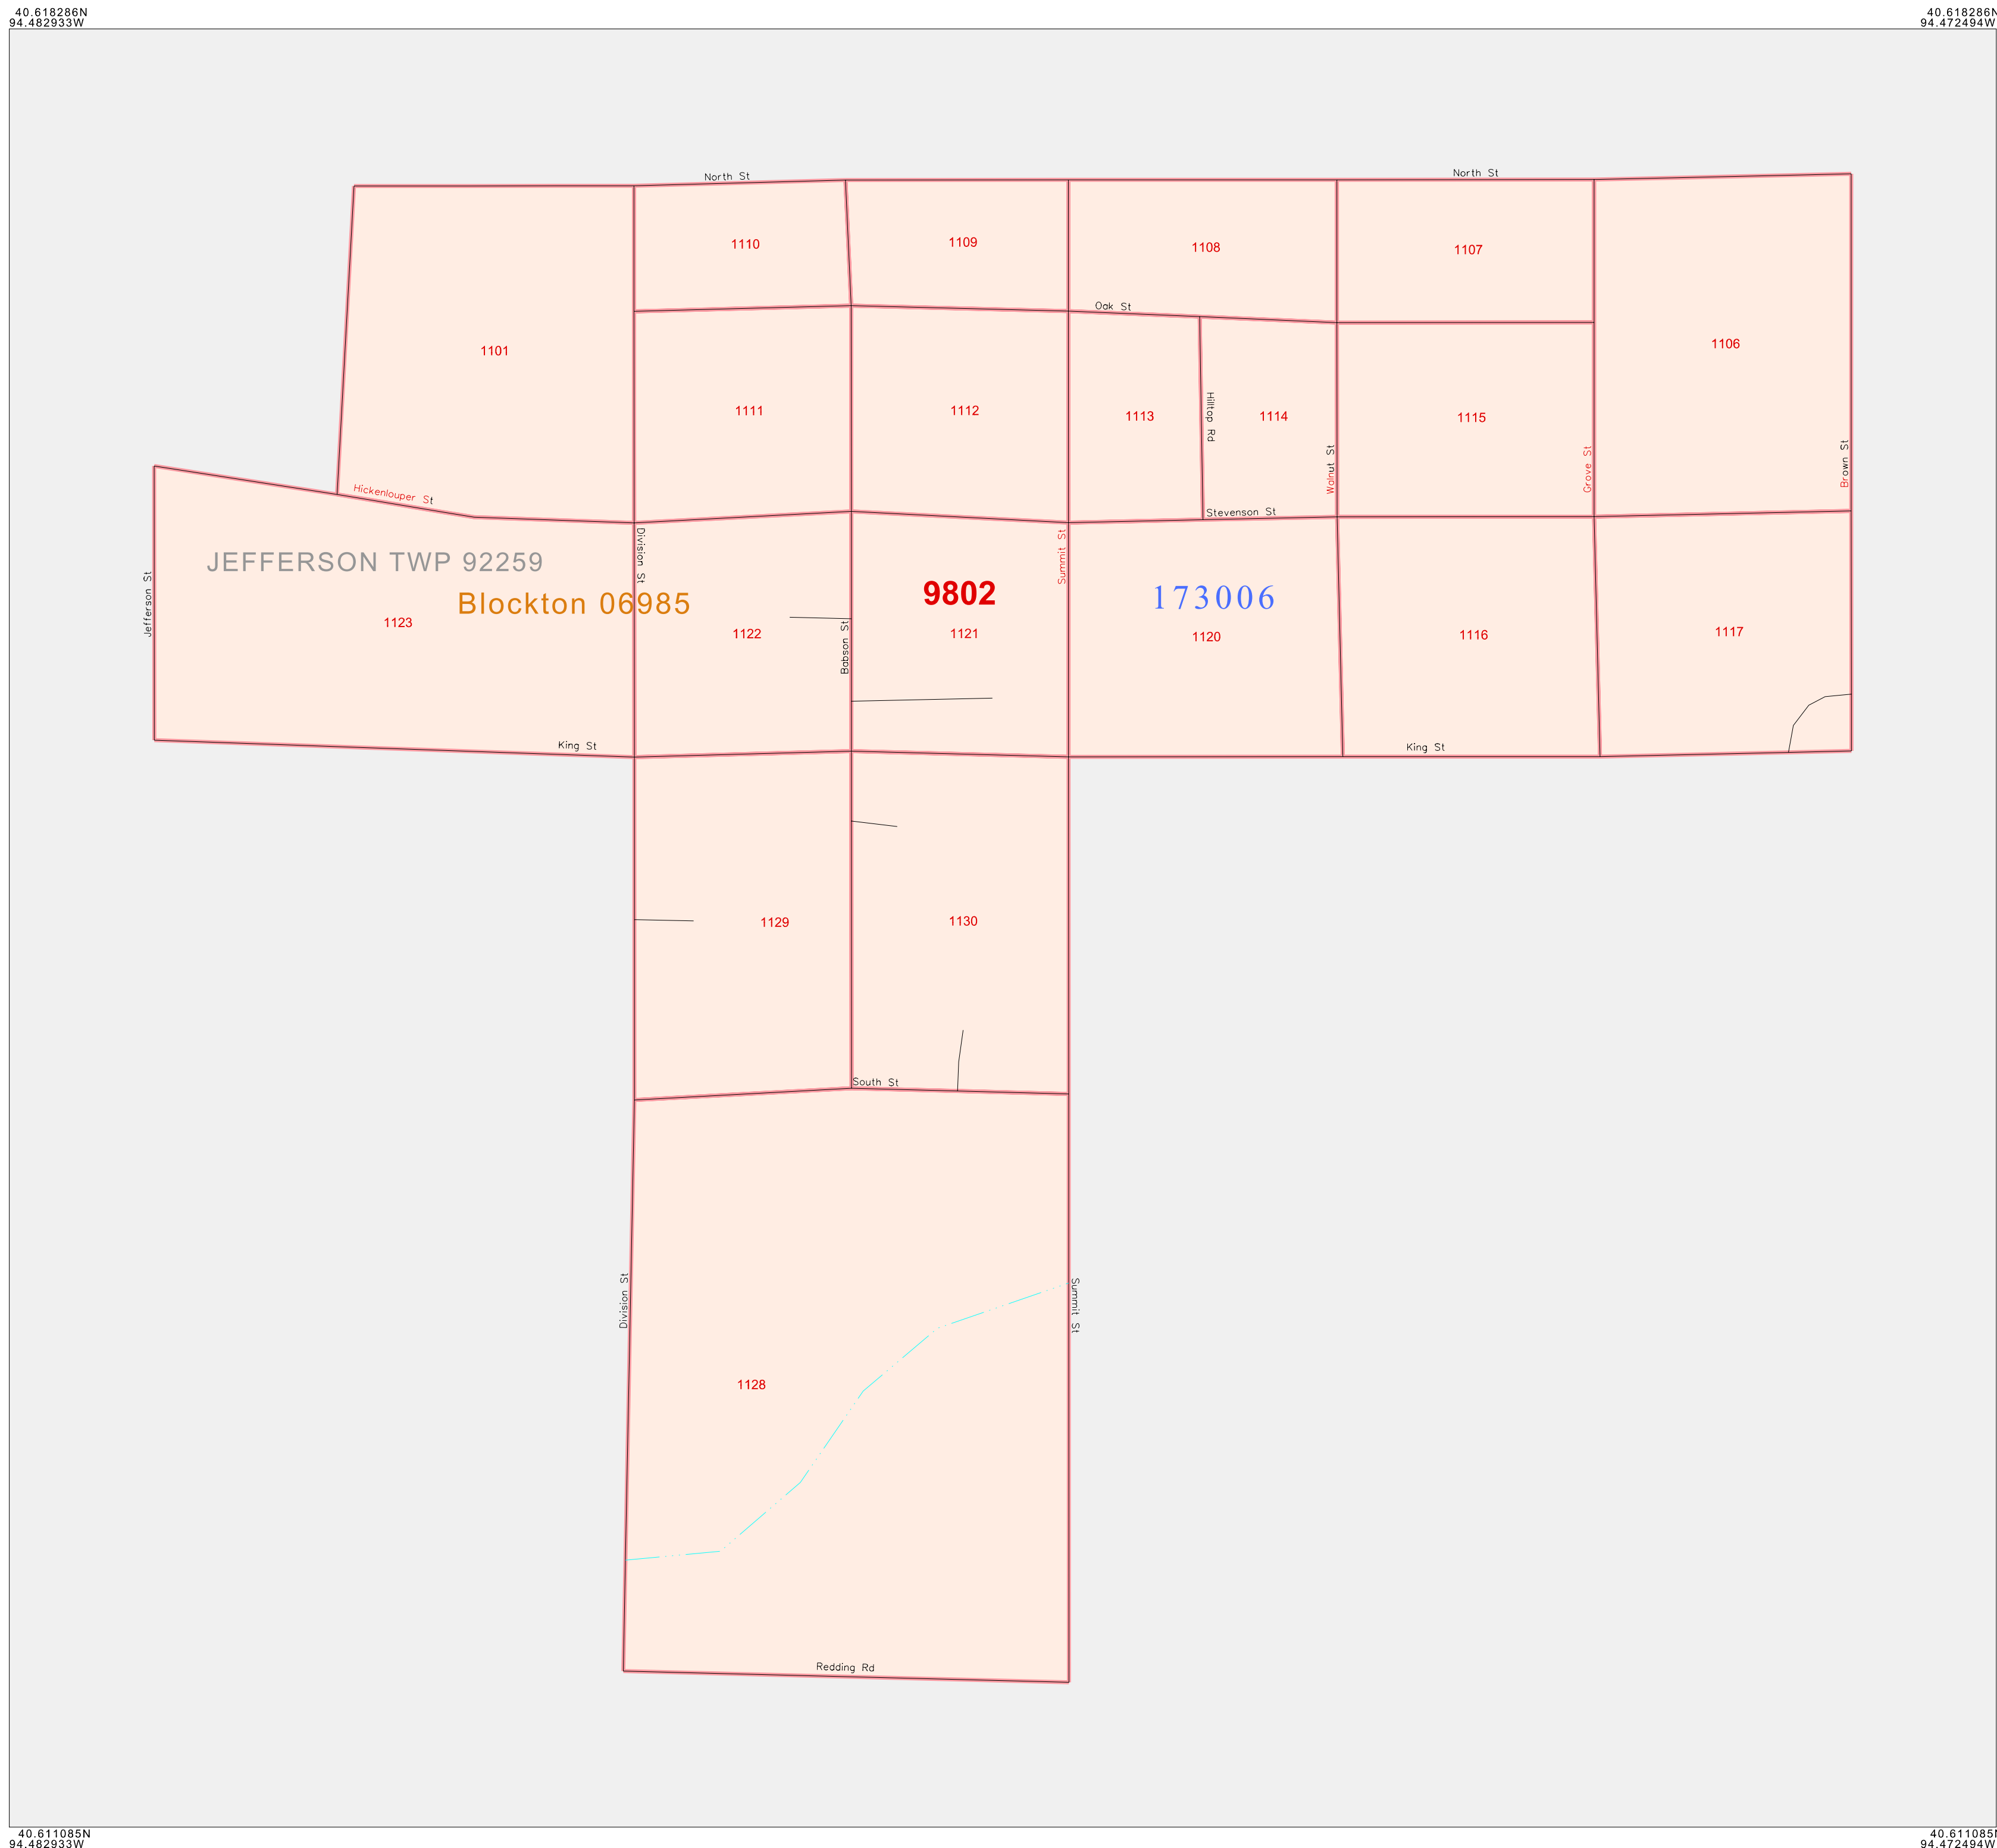 40.618286N
94.482933W
40.618286N
94.472494W
North St
North St
1110
1109
1108
1107
Oak St
1101
1106
1111
1112
1113
Hilltop Rd
1114
1115
Walnut St
Grove St
Brown St
Hickenlouper St
Stevenson St
Division St
Summit St
JEFFERSON TWP 92259
Jefferson St
Blockton 06985
9802
173006
1123
1122
Babson St
1121
1120
1116
1117
King St
King St
1129
1130
South St
Division St
Summit St
1128
Redding Rd
40.611085N
94.482933W
40.611085N
94.472494W